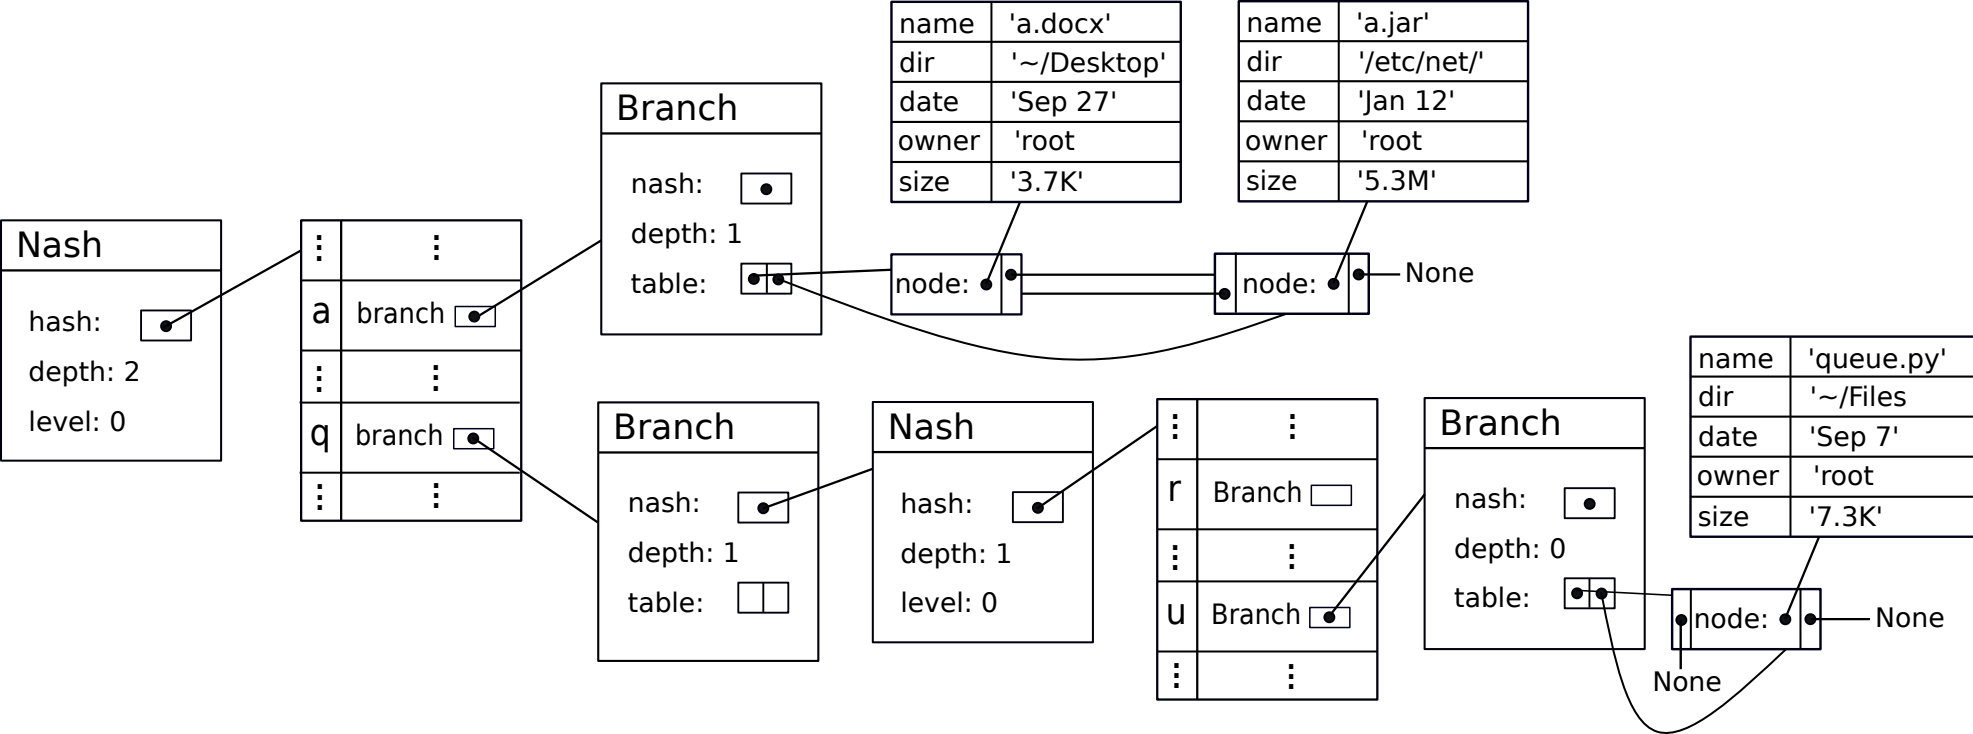 Nash
hash:
depth: 2
level: 0
⋮ ⋮
a branch
⋮ ⋮
q branch
⋮ ⋮
Branch
nash:
depth: 1
table:
name 'a.docx'
dir '~/Desktop'
date 'Sep 27'
owner 'root
size '3.7K'
node:
name 'a.jar'
dir '/etc/net/'
date 'Jan 12'
owner 'root
size '5.3M'
node:
None
Branch
nash:
depth: 1
table:
Nash
hash:
depth: 1
level: 0
⋮ ⋮
r Branch
⋮ ⋮
u Branch
⋮ ⋮
Branch
nash:
depth: 0
table:
name 'queue.py'
dir '~/Files
date 'Sep 7'
owner 'root
size '7.3K'
node:
None
None